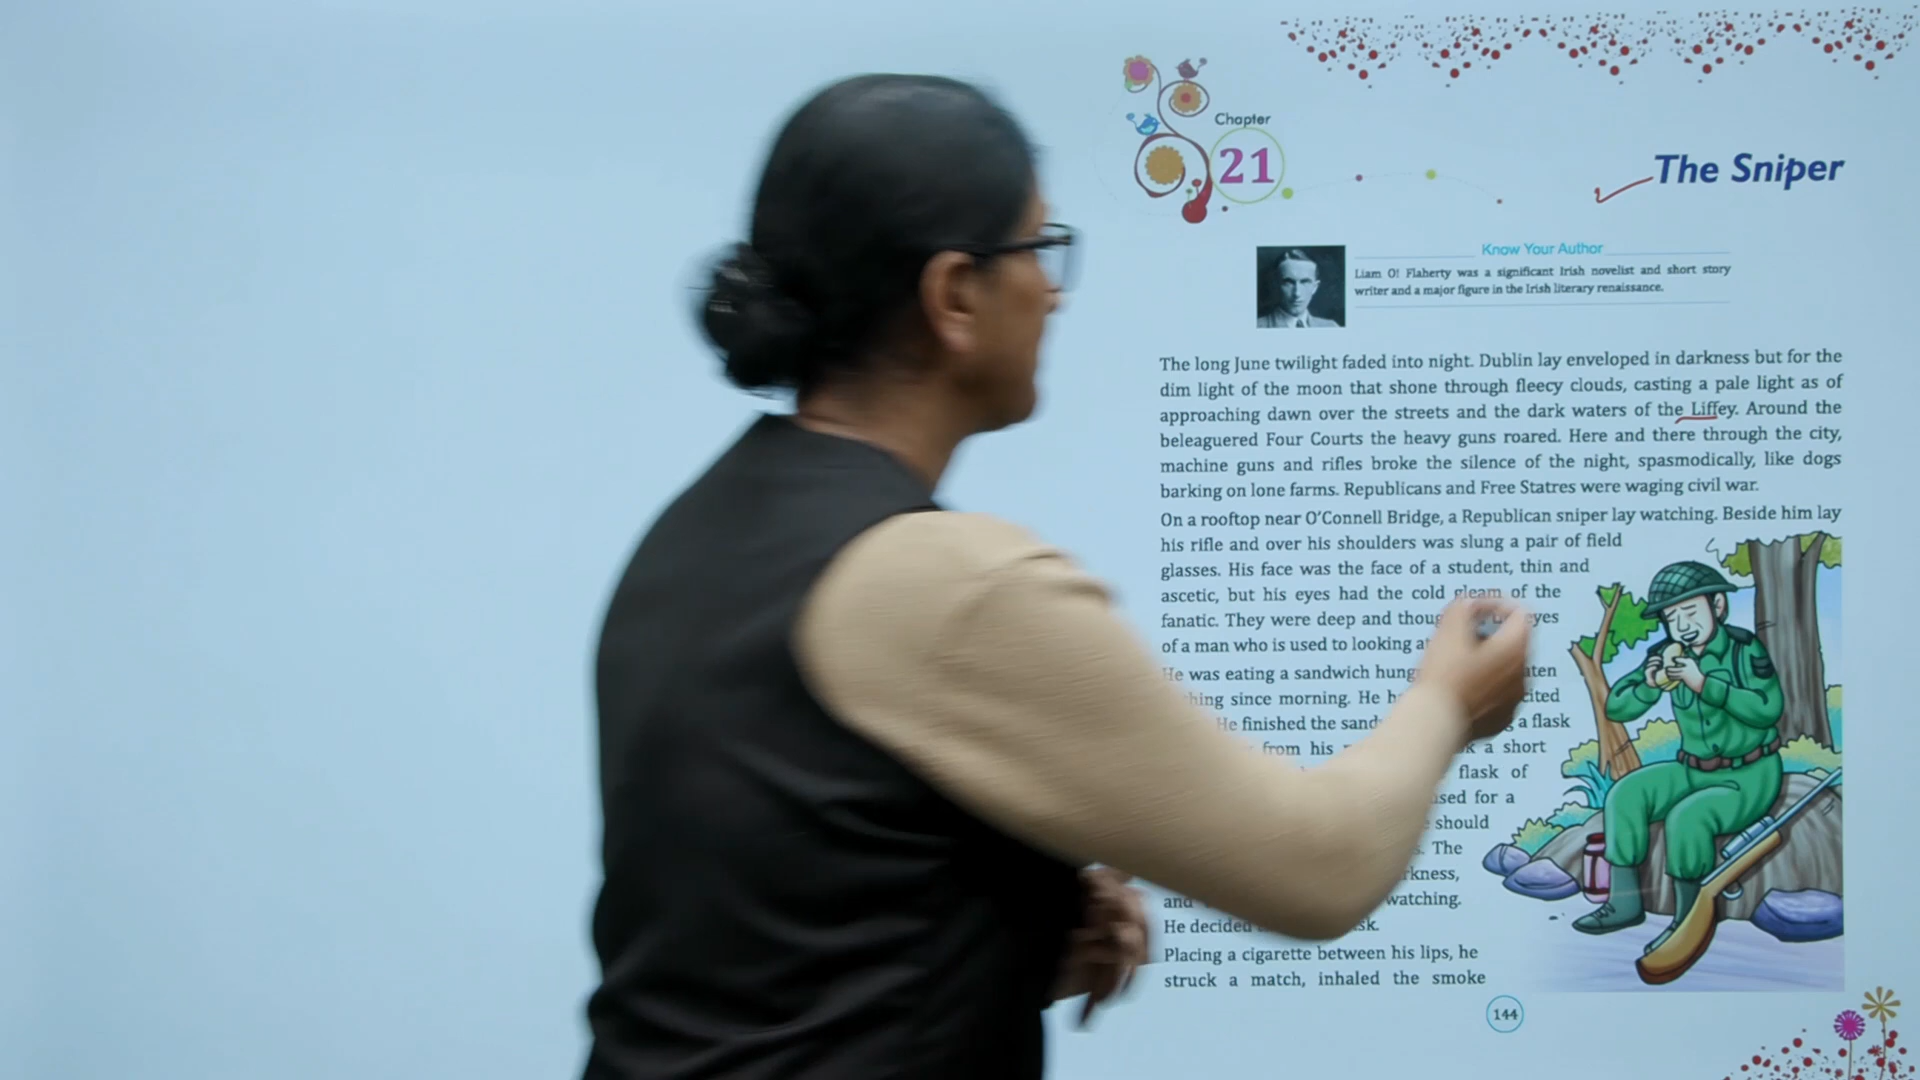 Chapter
21
The Sniper
Know Your Author
Liam O! Flaherty was a significant Irish novelist and short story
writer and a major figure in the Irish literary renaissance.
The long June twilight faded into night. Dublin lay enveloped in darkness but for the
dim light of the moon that shone through fleecy clouds, casting a pale light as of
approaching dawn over the streets and the dark waters of the Liffey. Around the
beleaguered Four Courts the heavy guns roared. Here and there through the city,
machine guns and rifles broke the silence of the night, spasmodically, like dogs
barking on lone farms. Republicans and Free Statres were waging civil war.
On a rooftop near O'Connell Bridge, a Republican sniper lay watching. Beside him lay
his rifle and over his shoulders was slung a pair of field
glasses. His face was the face of a student, thin and
ascetic, but his eyes had the cold gleam of the
fanatic. They were deep and eyes
of a man who is used to looking
He was eating a sandwich
since morning. He
He finished the a flask
from his a short
flask of
for a
should
The
and watching.
He decided
Placing a cigarette between his lips, he
struck a match, inhaled the smoke
144